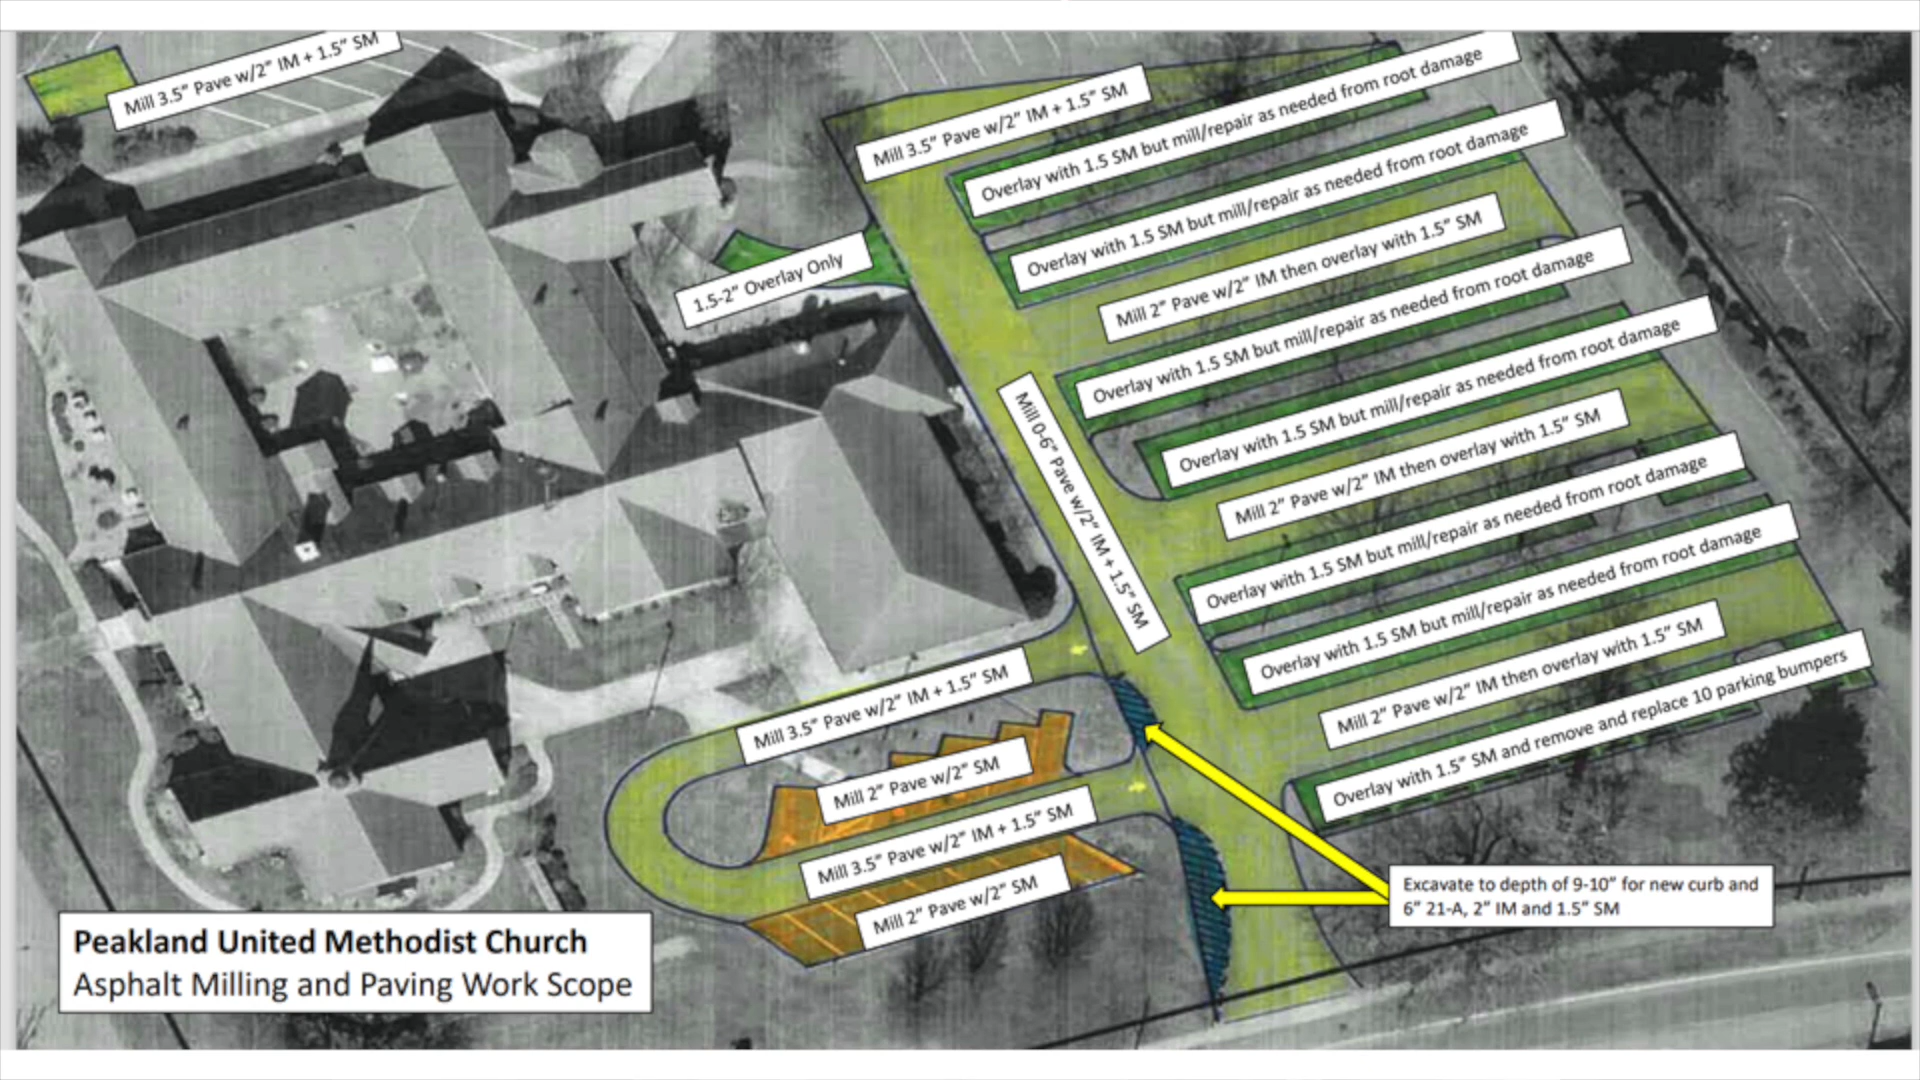 Mill 3.5” Pave w/2” IM + 1.5” SM
Mill 3.5” Pave w/2” IM + 1.5” SM
Overlay with 1.5 SM but mill/repair as needed from root damage
Overlay with 1.5 SM but mill/repair as needed from root damage
1.5-2” Overlay Only
Mill 2” Pave w/2” IM then overlay with 1.5” SM
Overlay with 1.5 SM but mill/repair as needed from root damage
Overlay with 1.5 SM but mill/repair as needed from root damage
Mill 0-6” Pave w/2” IM + 1.5” SM
Mill 2” Pave w/2” IM then overlay with 1.5” SM
Overlay with 1.5 SM but mill/repair as needed from root damage
Overlay with 1.5 SM but mill/repair as needed from root damage
Mill 2” Pave w/2” IM then overlay with 1.5” SM
Overlay with 1.5” SM and remove and replace 10 parking bumpers
Mill 3.5” Pave w/2” IM + 1.5” SM
Mill 2” Pave w/2” SM
Mill 3.5” Pave w/2” IM + 1.5” SM
Mill 2” Pave w/2” SM
Excavate to depth of 9-10” for new curb and
6” 21-A, 2” IM and 1.5” SM
Peakland United Methodist Church
Asphalt Milling and Paving Work Scope